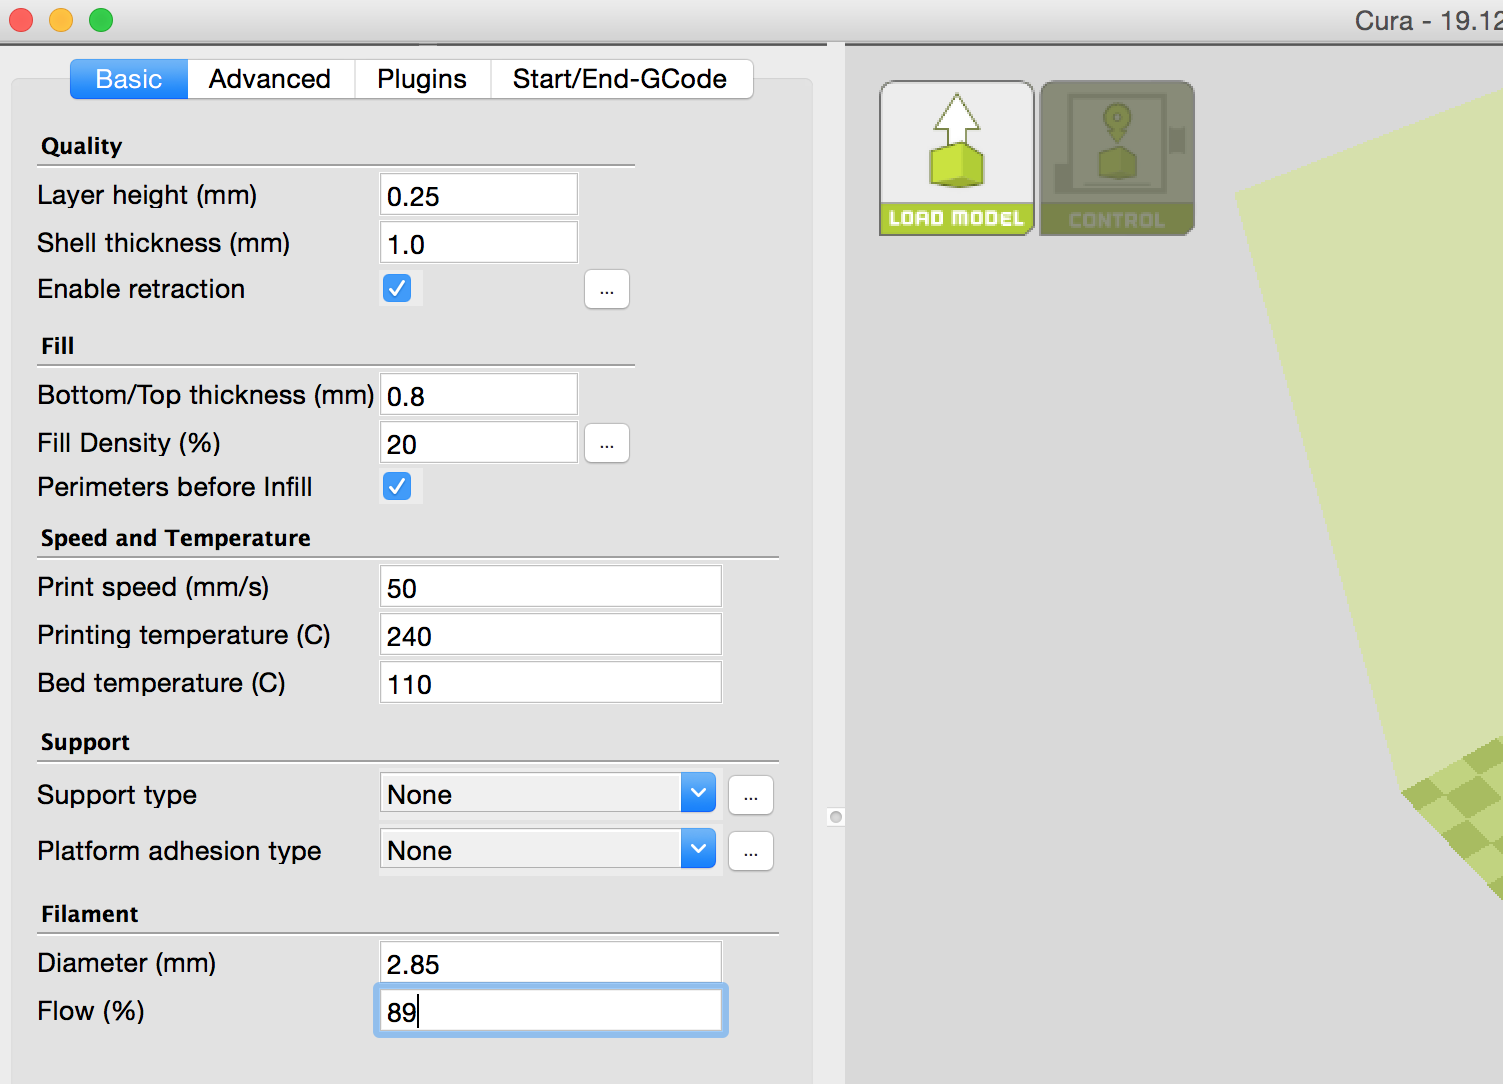 Cura - 19.12
Basic Advanced Plugins Start/End-GCode
Quality
Layer height (mm) 0.25
Shell thickness (mm) 1.0
Enable retraction ...
Fill
Bottom/Top thickness (mm) 0.8
Fill Density (%) 20 ...
Perimeters before Infill
Speed and Temperature
Print speed (mm/s) 50
Printing temperature (C) 240
Bed temperature (C) 110
Support
Support type None ...
Platform adhesion type None ...
Filament
Diameter (mm) 2.85
Flow (%) 89
LOAD MODEL CONTROL